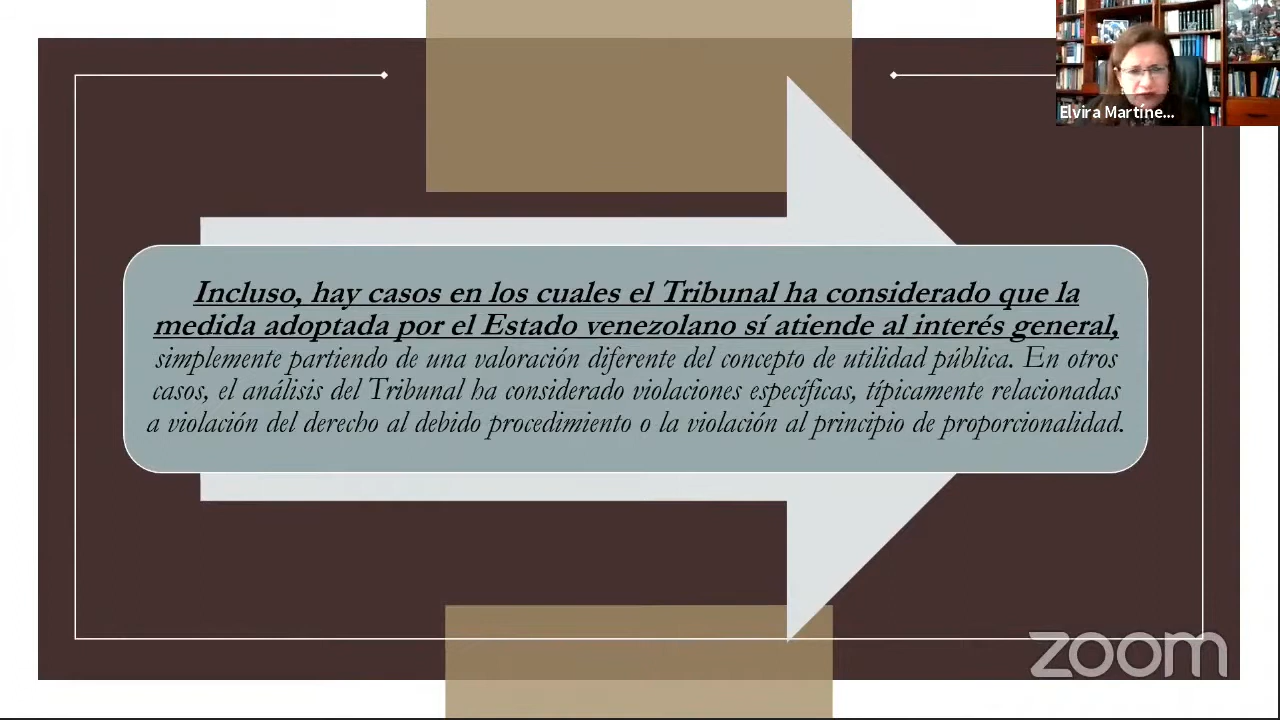 Elvira Martíne...
Incluso, hay casos en los cuales el Tribunal ha considerado que la
medida adoptada por el Estado venezolano sí atiende al interés general,
simplemente partiendo de una valoración diferente del concepto de utilidad pública. En otros
casos, el análisis del Tribunal ha considerado violaciones específicas, típicamente relacionadas
a violación del derecho al debido procedimiento o la violación al principio de proporcionalidad.
zoom